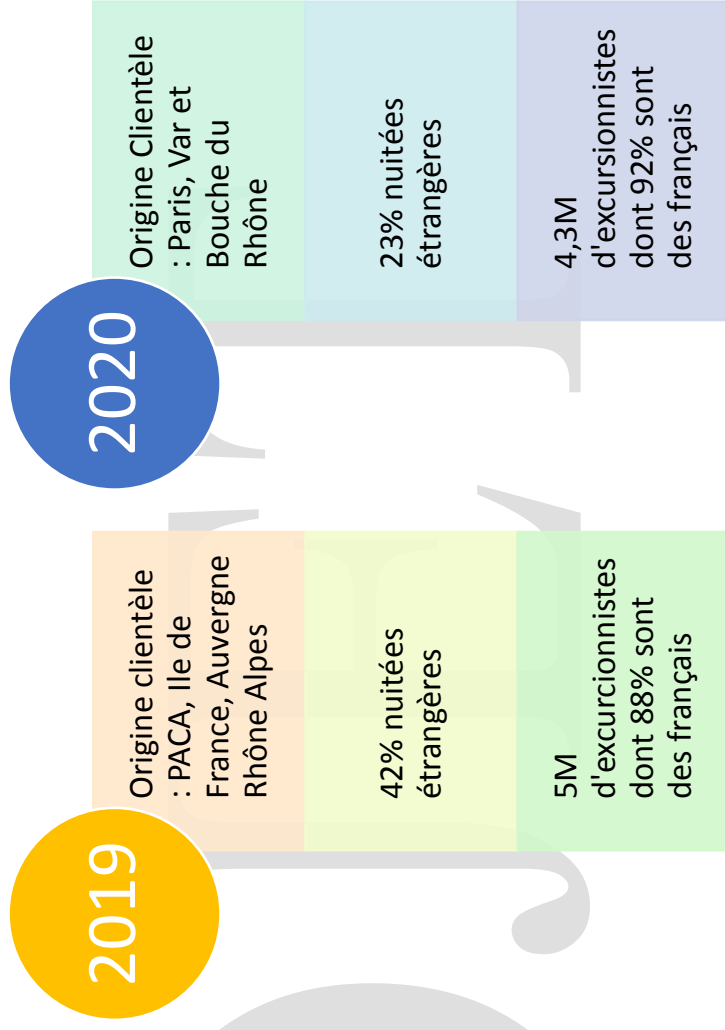 2019
Origine clientèle
: PACA, Ile de
France, Auvergne
Rhône Alpes
42% nuitées
étrangères
5M
d'excurcionnistes
dont 88% sont
des français
2020
Origine Clientèle
: Paris, Var et
Bouche du
Rhône
23% nuitées
étrangères
4,3M
d'excursionnistes
dont 92% sont
des français